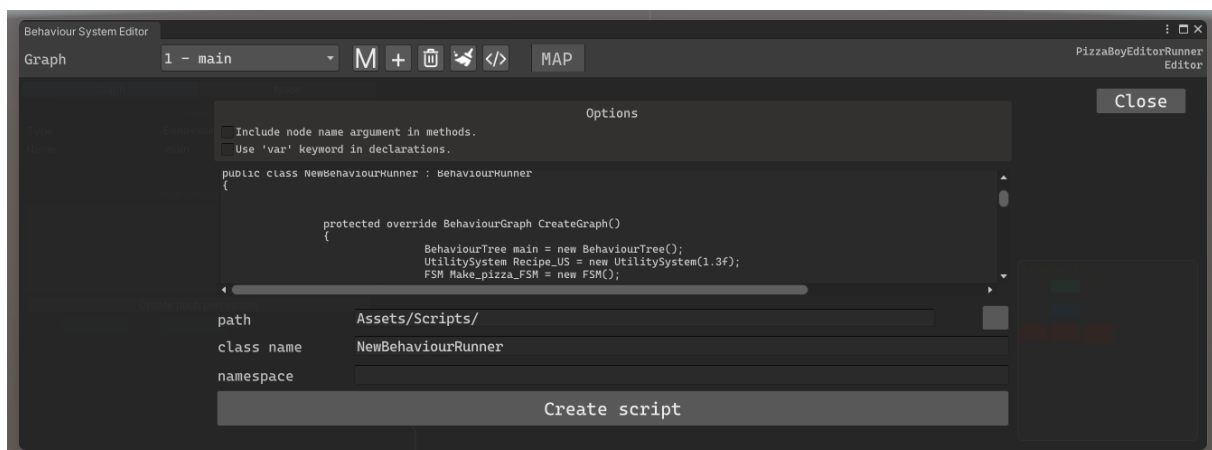 Behaviour System Editor
Graph
1 - main
M
+
</>
MAP
PizzaBoyEditorRunner
Editor
Close
Options
Include node name argument in methods.
Use 'var' keyword in declarations.
public class NewBehaviourRunner : BehaviourRunner
{
protected override BehaviourGraph CreateGraph()
{
BehaviourTree main = new BehaviourTree();
UtilitySystem Recipe_US = new UtilitySystem(1.3f);
FSM Make_pizza_FSM = new FSM();
path
Assets/Scripts/
class name
NewBehaviourRunner
namespace
Create script